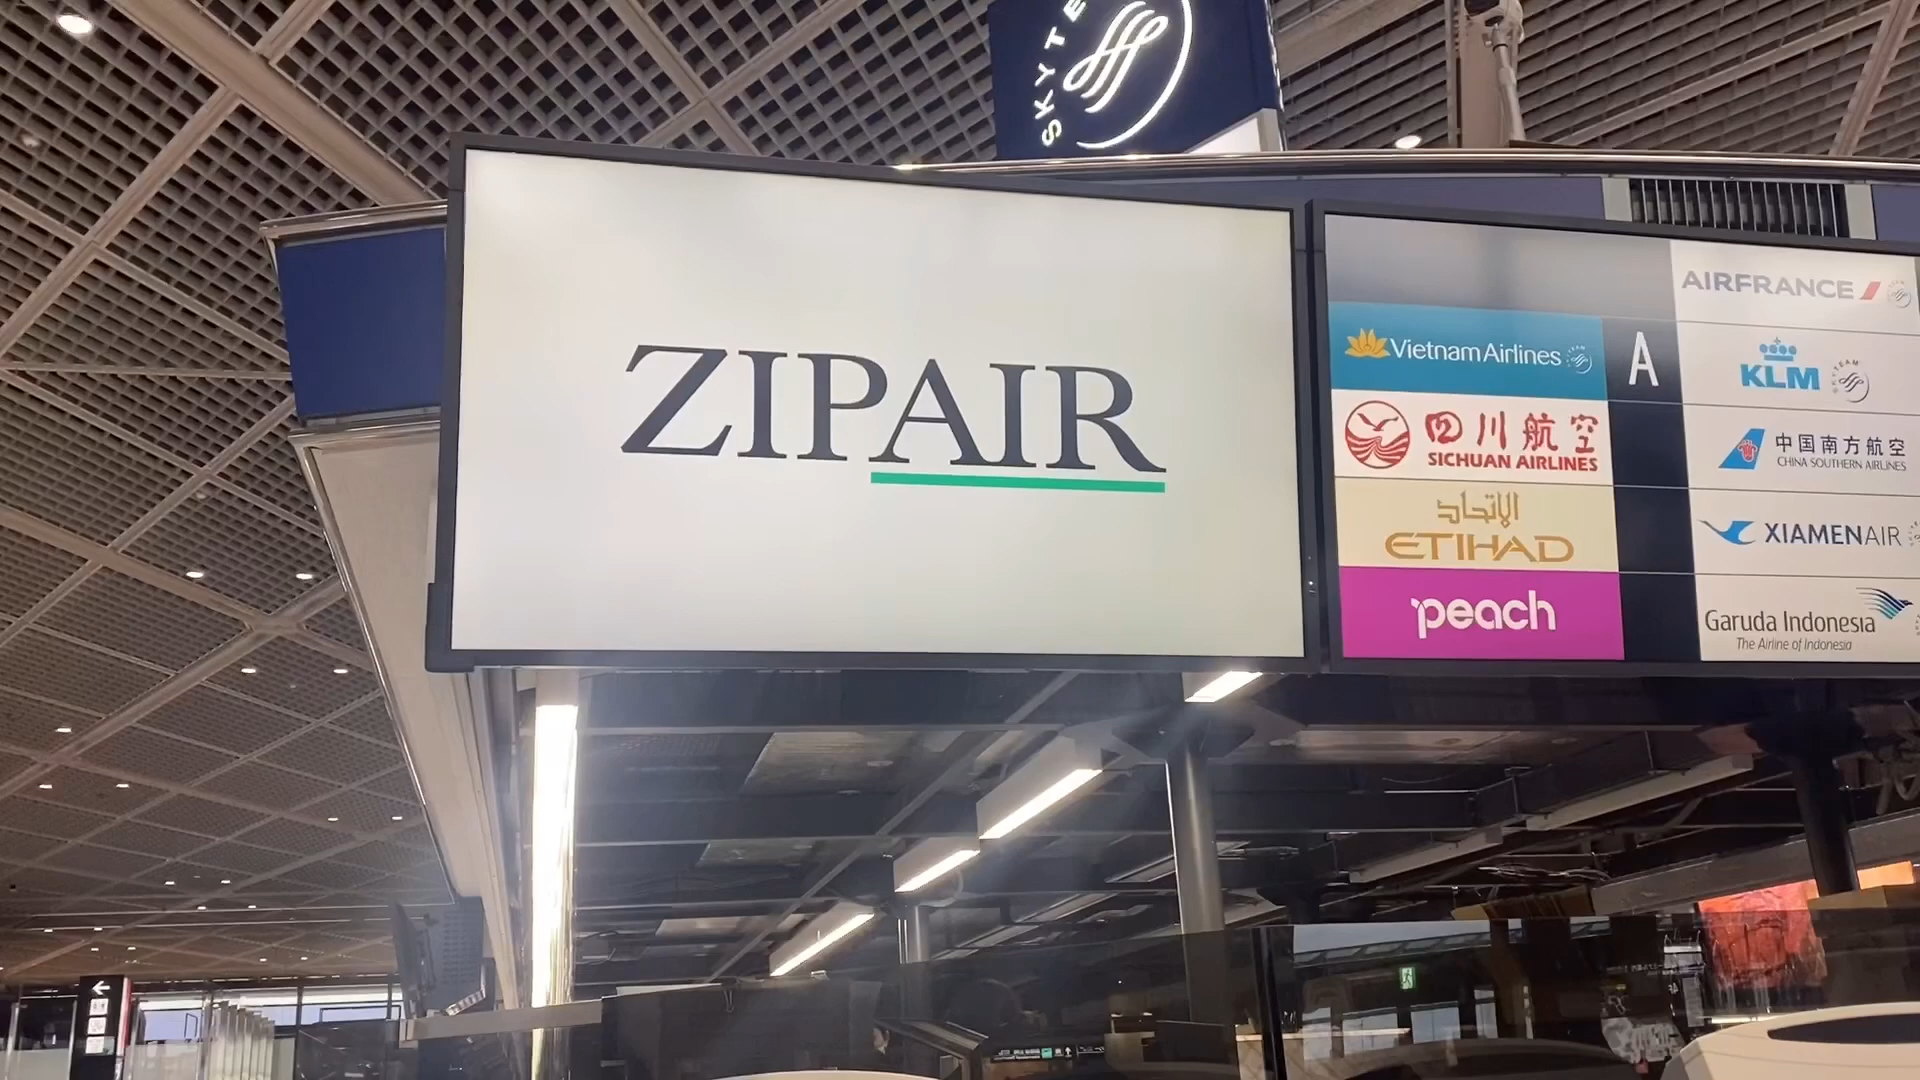 SKYTE
ZIPAIR
Vietnam Airlines
四川航空
SICHUAN AIRLINES
الاتحاد
ETIHAD
peach
A
AIRFRANCE
KLM
SKYTEAM
中国南方航空
CHINA SOUTHERN AIRLINES
XIAMENAIR
Garuda Indonesia
The Airline of Indonesia